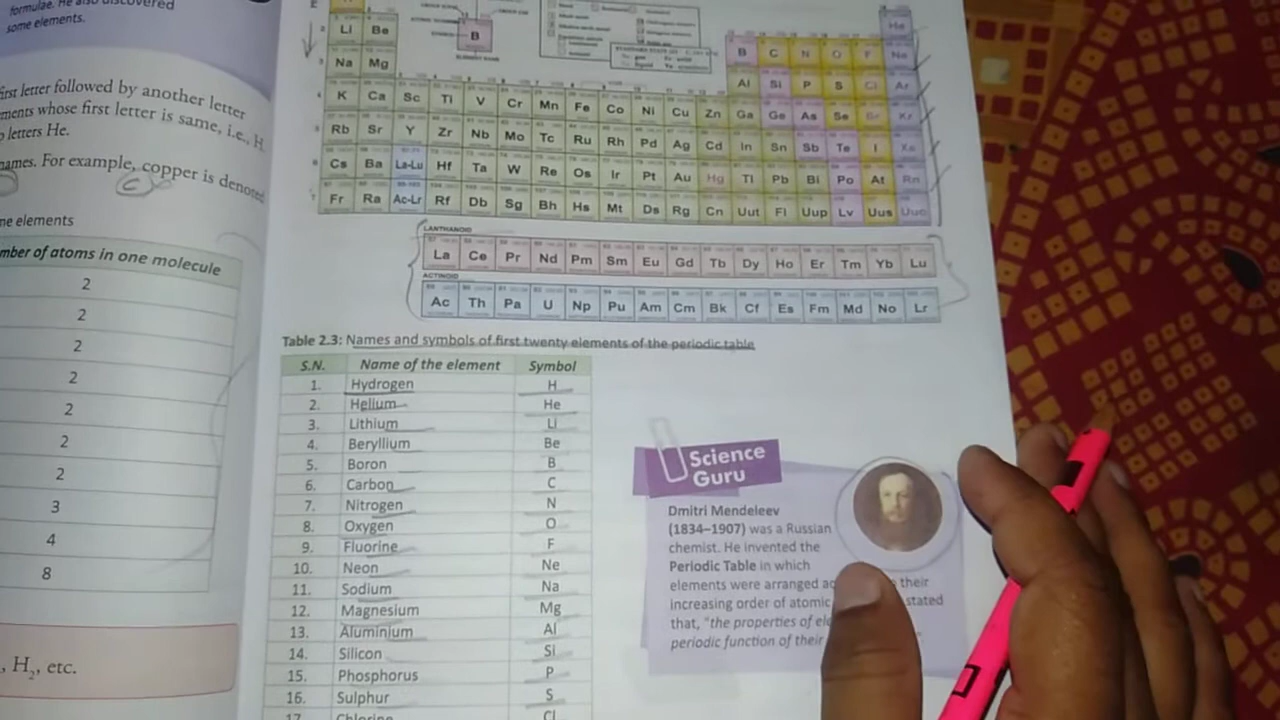 formulae. He also discovered
some elements.
first letter followed by another letter
ments whose first letter is same, i.e., H
letters He.
names. For example, copper is denoted
ne elements
mber of atoms in one molecule
2
2
2
2
2
2
2
3
4
8
, H2, etc.
B
He
Li Be B C N O F Ne
Na Mg Al Si P S Cl Ar
K Ca Sc Ti V Cr Mn Fe Co Ni Cu Zn Ga Ge As Se Br Kr
Rb Sr Y Zr Nb Mo Tc Ru Rh Pd Ag Cd In Sn Sb Te I Xe
Cs Ba La-Lu Hf Ta W Re Os Ir Pt Au Hg Tl Pb Bi Po At Rn
Fr Ra Ac-Lr Rf Db Sg Bh Hs Mt Ds Rg Cn Uut Fl Uup Lv Uus Uuo
LANTHANOID
La Ce Pr Nd Pm Sm Eu Gd Tb Dy Ho Er Tm Yb Lu
ACTINOID
Ac Th Pa U Np Pu Am Cm Bk Cf Es Fm Md No Lr
Table 2.3: Names and symbols of first twenty elements of the periodic table
S.N. Name of the element Symbol
1. Hydrogen H
2. Helium He
3. Lithium Li
4. Beryllium Be
5. Boron B
6. Carbon C
7. Nitrogen N
8. Oxygen O
9. Fluorine F
10. Neon Ne
11. Sodium Na
12. Magnesium Mg
13. Aluminium Al
14. Silicon Si
15. Phosphorus P
16. Sulphur S
17. Chlorine Cl
Science
Guru
Dmitri Mendeleev
(1834–1907) was a Russian
chemist. He invented the
Periodic Table in which
elements were arranged their
increasing order of atomic stated
that, "the properties of
periodic function of their